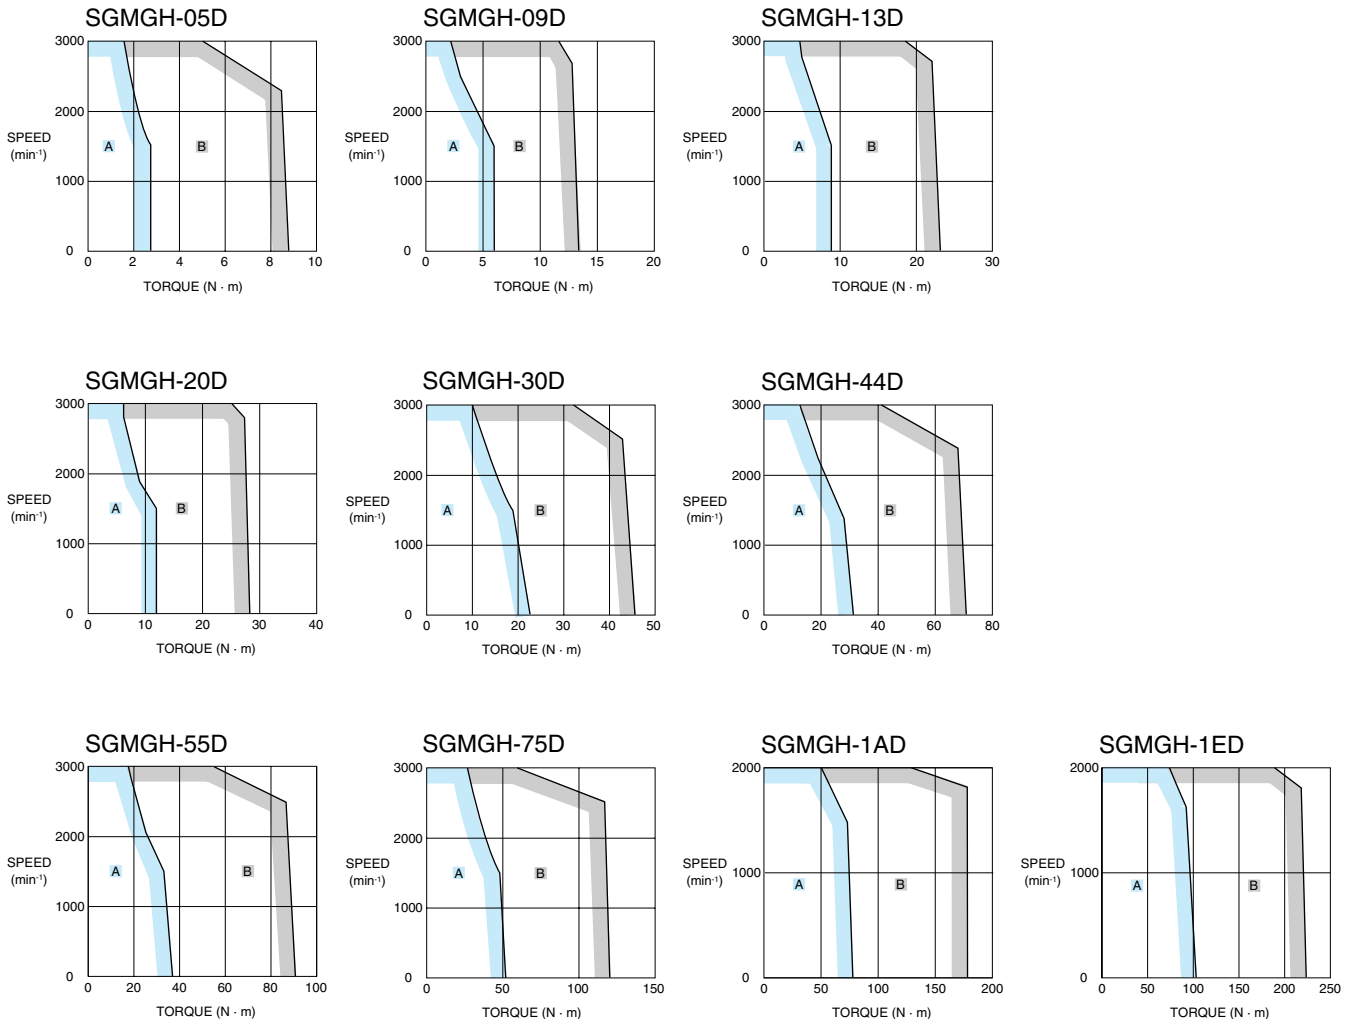 SGMGH-05D SGMGH-09D SGMGH-13D
3000 3000 3000
2000 2000 2000
SPEED SPEED SPEED
A B A B A B
(min-1) (min-1) (min-1)
1000 1000 1000
0 0 0
0 2 4 6 8 10 0 5 10 15 20 0 10 20 30
TORQUE (N · m) TORQUE (N · m) TORQUE (N · m)
SGMGH-20D SGMGH-30D SGMGH-44D
3000 3000 3000
2000 2000 2000
SPEED SPEED SPEED
A B A B A B
(min-1) (min-1) (min-1)
1000 1000 1000
0 0 0
0 10 20 30 40 0 10 20 30 40 50 0 20 40 60 80
TORQUE (N · m) TORQUE (N · m) TORQUE (N · m)
SGMGH-55D SGMGH-75D SGMGH-1AD SGMGH-1ED
3000 3000 2000 2000
2000 2000
SPEED SPEED SPEED SPEED
A B A B 1000 1000
(min-1) (min-1) (min-1) (min-1)
A B A B
1000 1000
0 0 0 0
0 20 40 60 80 100 0 50 100 150 0 50 100 150 200 0 50 100 150 200 250
TORQUE (N · m) TORQUE (N · m) TORQUE (N · m) TORQUE (N · m)